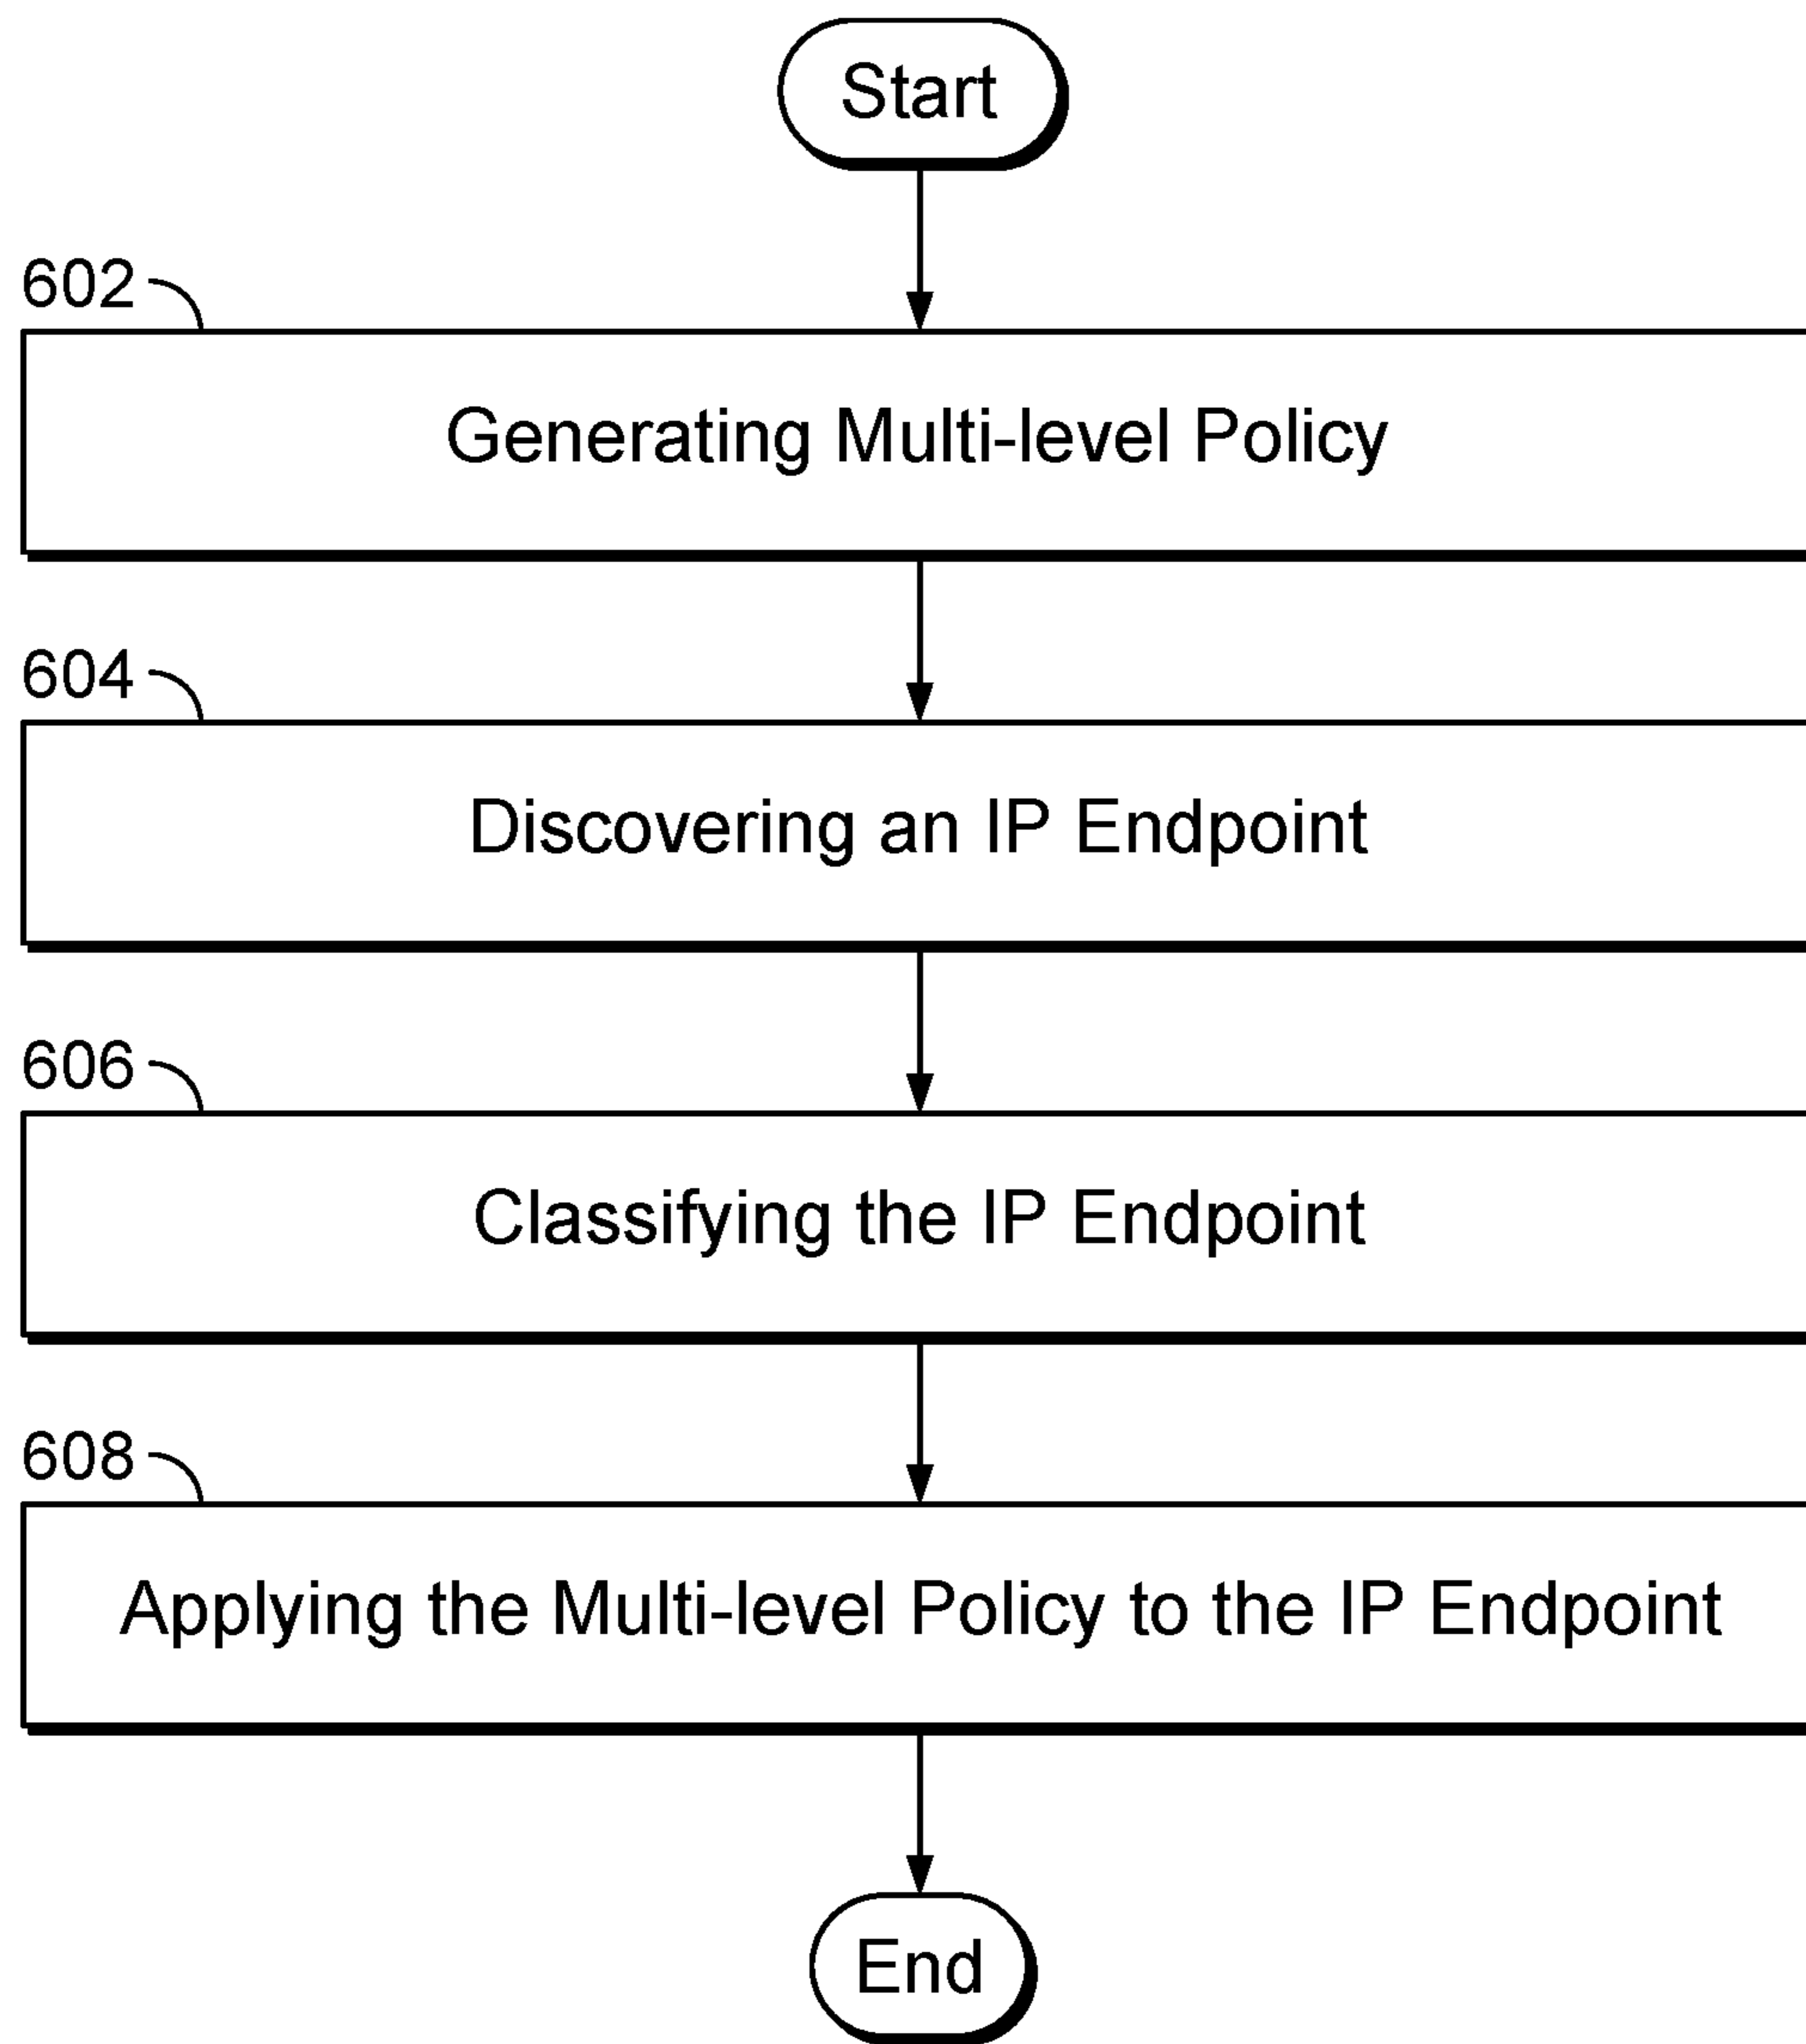 Start
602
Generating Multi-level Policy
604
Discovering an IP Endpoint
606
Classifying the IP Endpoint
608
Applying the Multi-level Policy to the IP Endpoint
End